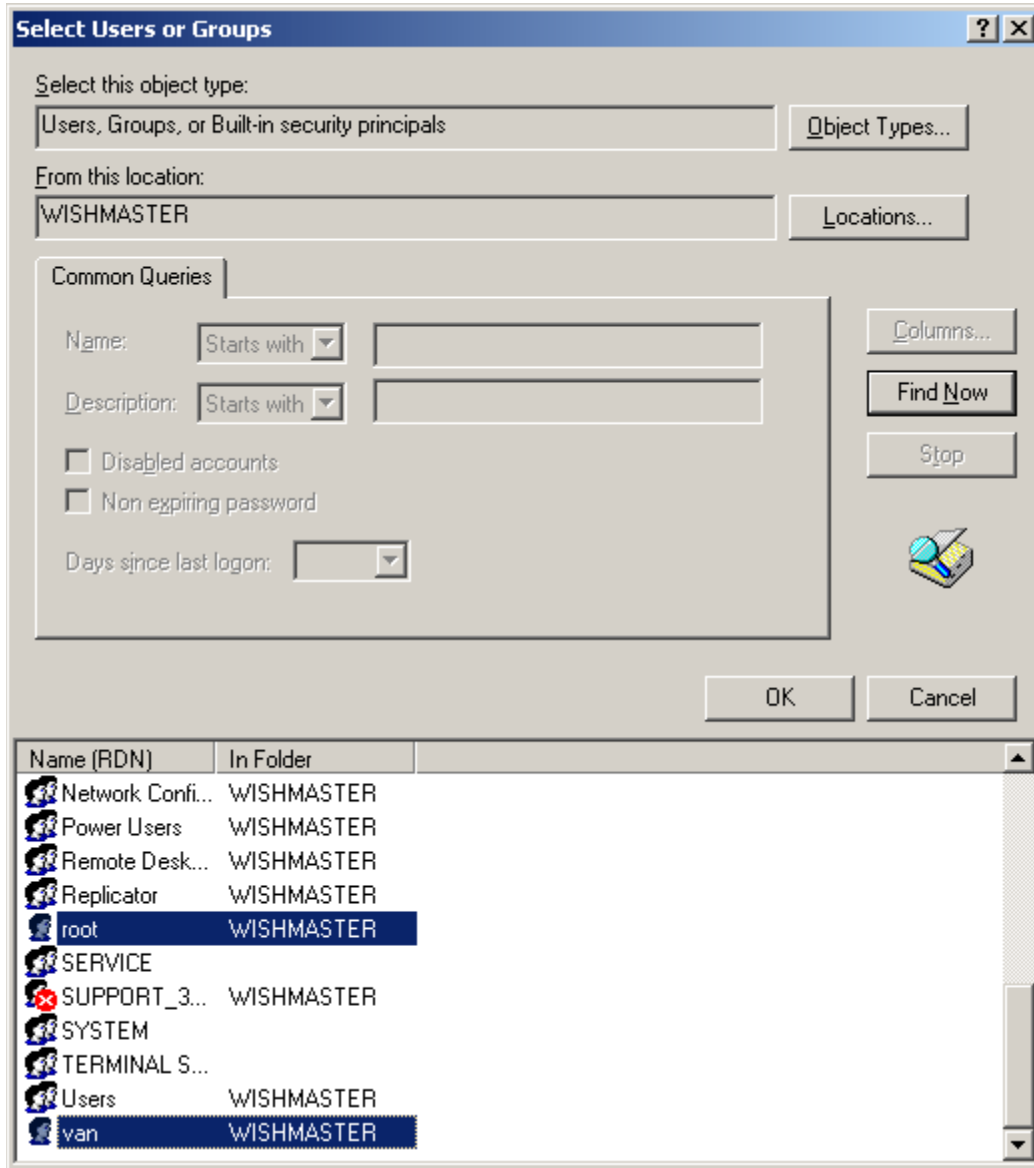 Select Users or Groups
Select this object type:
Users, Groups, or Built-in security principals
Object Types...
From this location:
WISHMASTER
Locations...
Common Queries
Name:
Starts with
Columns...
Description:
Starts with
Find Now
Disabled accounts
Stop
Non expiring password
Days since last logon:
OK
Cancel
Name (RDN) In Folder
Network Confi... WISHMASTER
Power Users WISHMASTER
Remote Desk... WISHMASTER
Replicator WISHMASTER
root WISHMASTER
SERVICE
SUPPORT_3... WISHMASTER
SYSTEM
TERMINAL S...
Users WISHMASTER
van WISHMASTER